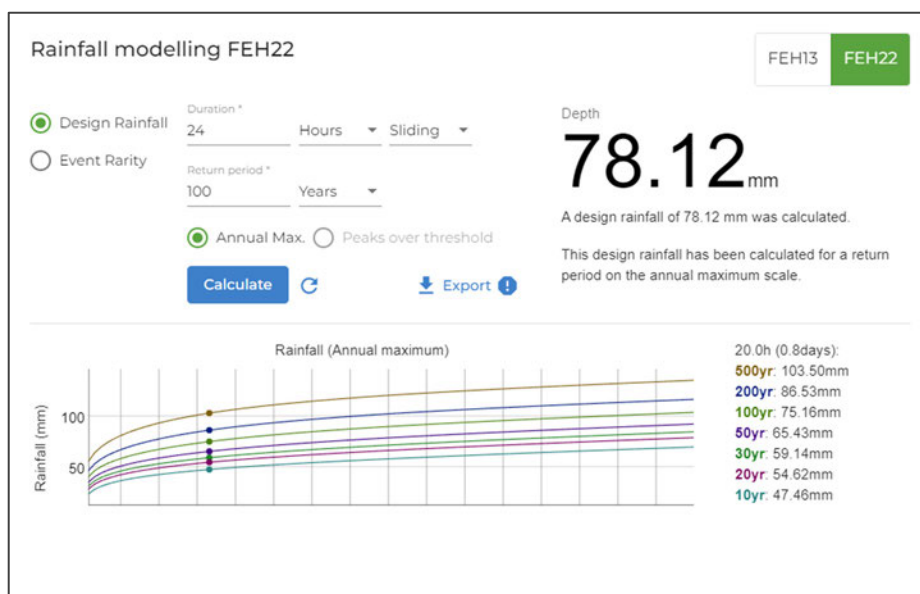 Rainfall modelling FEH22
FEH13 FEH22
Design Rainfall
Event Rarity
Duration *
24 Hours Sliding
Return period *
100 Years
Annual Max. Peaks over threshold
Calculate
Export
Depth
78.12 mm
A design rainfall of 78.12 mm was calculated.
This design rainfall has been calculated for a return
period on the annual maximum scale.
Rainfall (Annual maximum)
Rainfall (mm)
100
50
20.0h (0.8days):
500yr: 103.50mm
200yr: 86.53mm
100yr: 75.16mm
50yr: 65.43mm
30yr: 59.14mm
20yr: 54.62mm
10yr: 47.46mm